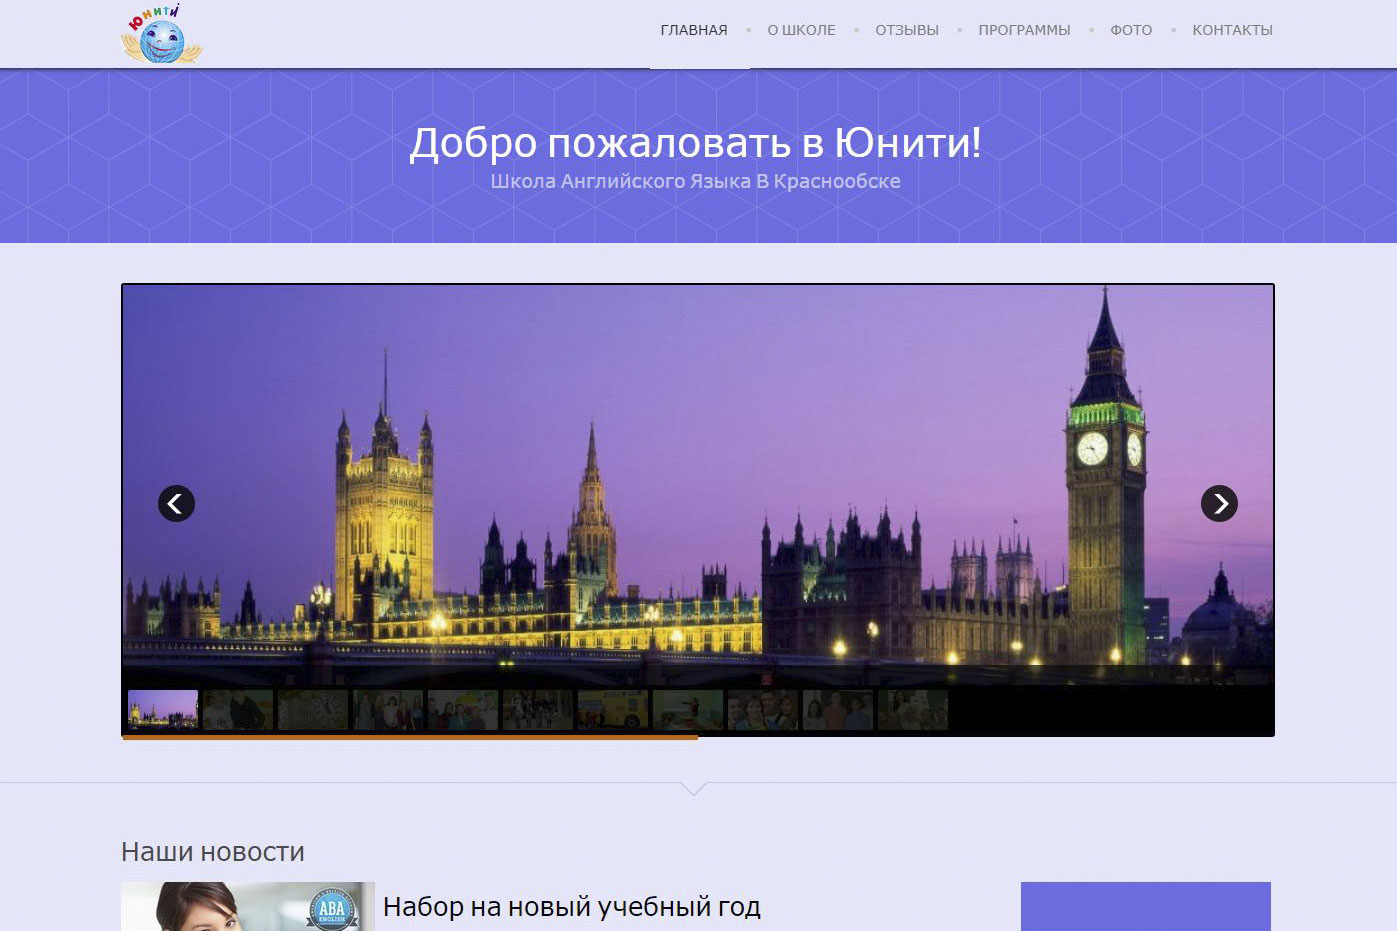 Юнити
ГЛАВНАЯ
О ШКОЛЕ
ОТЗЫВЫ
ПРОГРАММЫ
ФОТО
КОНТАКТЫ
Добро пожаловать в Юнити!
Школа Английского Языка В Краснообске
Наши новости
ABA
ENGLISH
Набор на новый учебный год